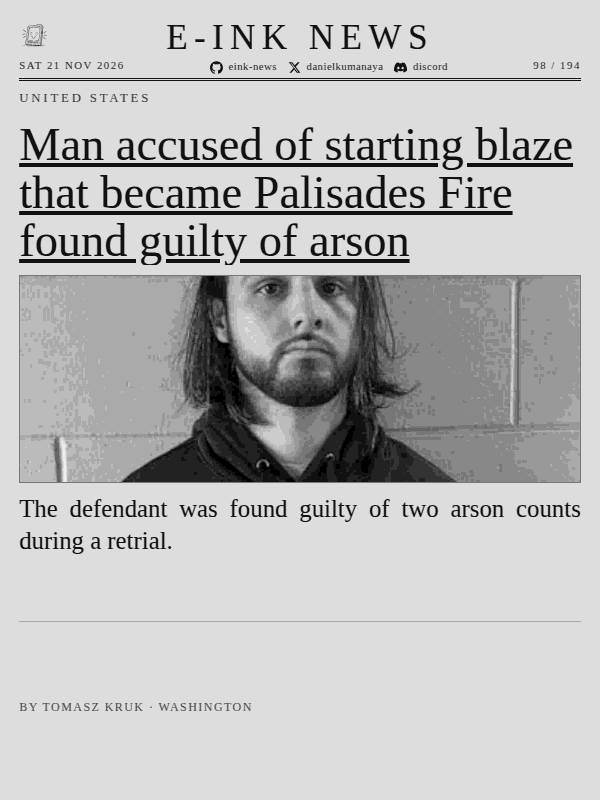 E-INK NEWS
SAT 21 NOV 2026
eink-news danielkumanaya discord
98 / 194
UNITED STATES
Man accused of starting blaze
that became Palisades Fire
found guilty of arson
The defendant was found guilty of two arson counts
during a retrial.
BY TOMASZ KRUK · WASHINGTON